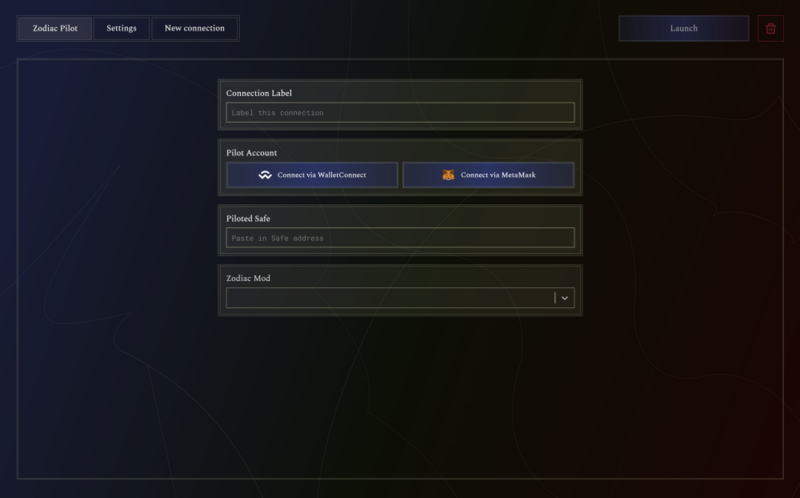 Zodiac Pilot
Settings
New connection
Launch
Connection Label
Label this connection
Pilot Account
Connect via WalletConnect
Connect via MetaMask
Piloted Safe
Paste in Safe address
Zodiac Mod